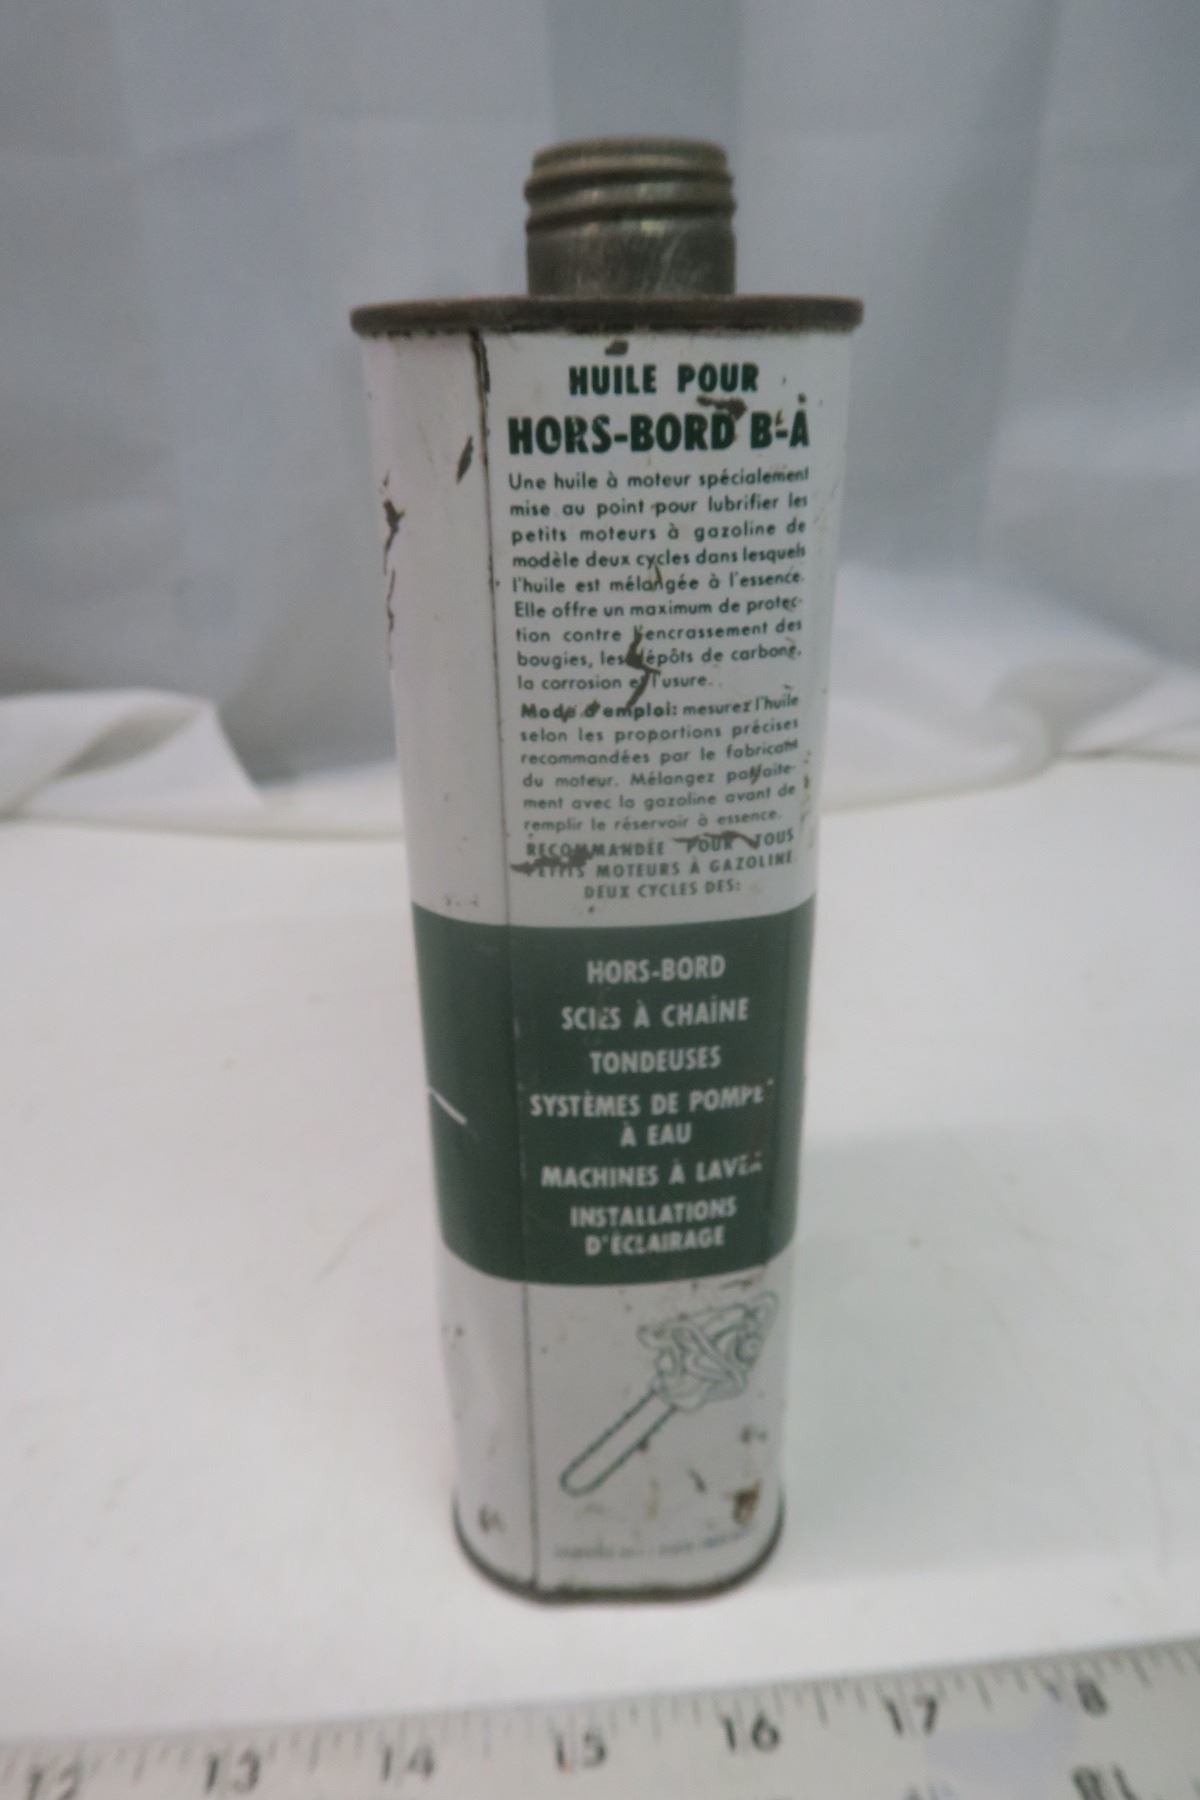 HUILE POUR
HORS-BORD B-A
Une huile à moteur spécialement
mise au point pour lubrifier les
petits moteurs à gazoline de
modèle deux cycles dans lesquels
l'huile est mélangée à l'essence.
Elle offre un maximum de protec-
tion contre l'encrassement des
bougies, les dépôts de carbone,
la corrosion et l'usure.
Mode d'emploi: mesurez l'huile
selon les proportions précises
recommandées par le fabricant
du moteur. Mélangez parfaite-
ment avec la gazoline avant de
remplir le réservoir à essence.
RECOMMANDÉE POUR TOUS
PETITS MOTEURS À GAZOLINE
DEUX CYCLES DES:
HORS-BORD
SCIES À CHAÎNE
TONDEUSES
SYSTÈMES DE POMPE
À EAU
MACHINES À LAVER
INSTALLATIONS
D'ÉCLAIRAGE
12 13 14 15 16 17 18